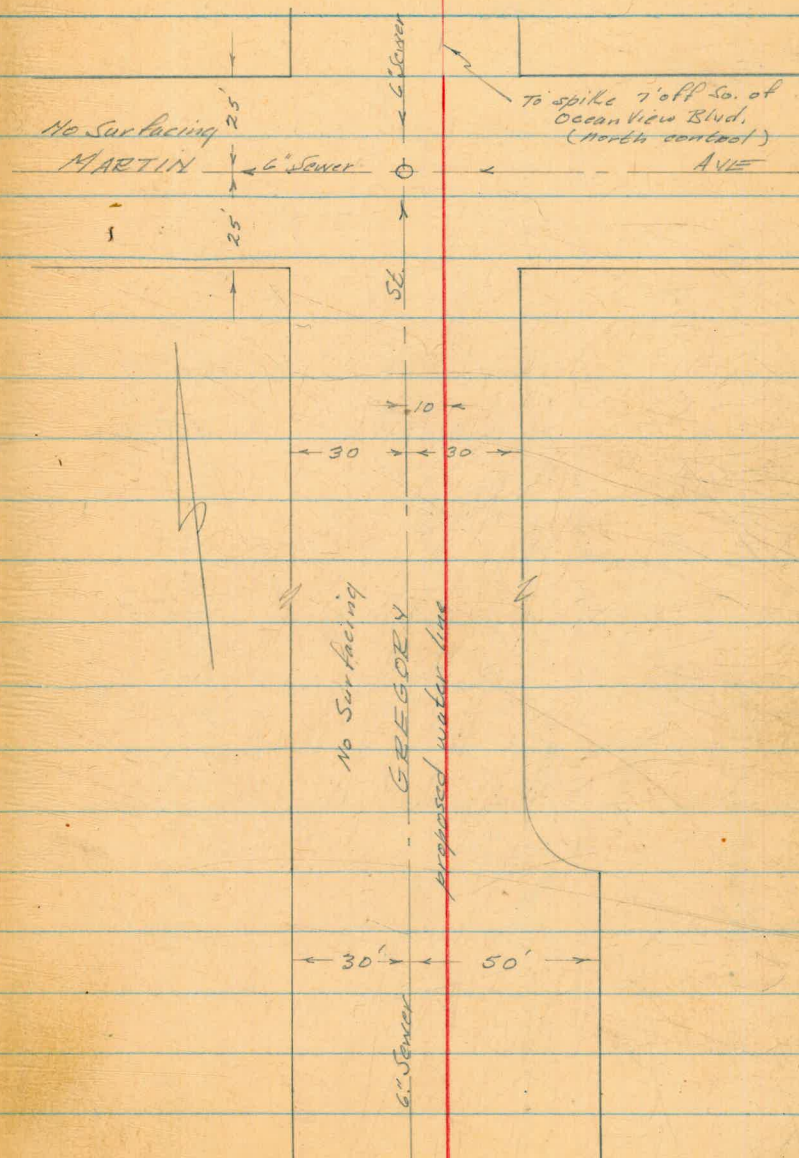 6" Sewer
To spike 7' off So. of
Ocean View Blvd.
(North control)
25'
No Surfacing
MARTIN
6" Sewer
AVE
25'
St.
10
30
30
No Surfacing
GREGORY
proposed water line
30'
50'
6" Sewer